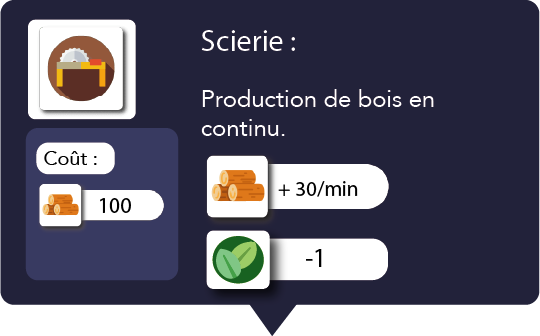 Scierie :
Production de bois en
continu.
Coût :
100
+ 30/min
-1